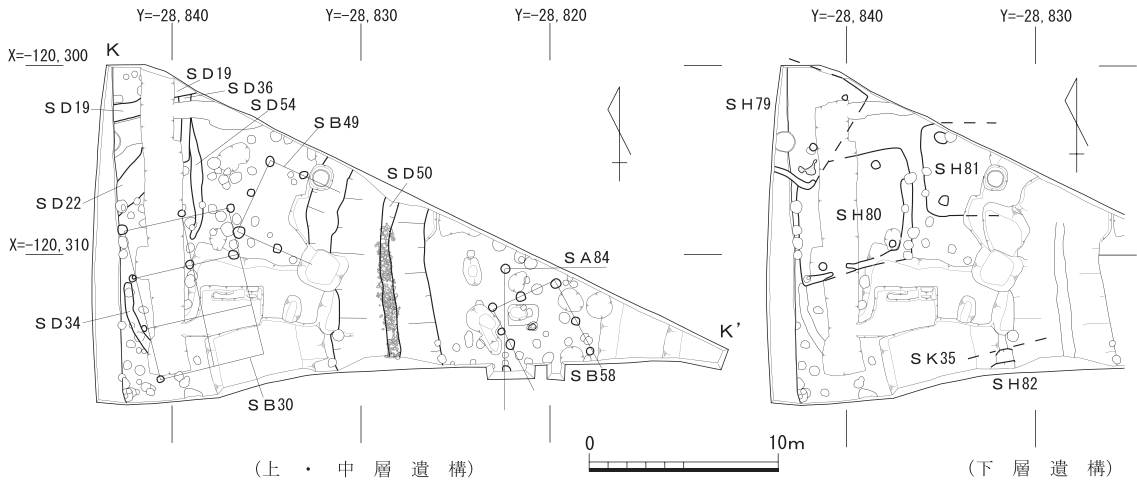 Y=-28,840 Y=-28,830 Y=-28,820
X=-120,300
K
SD19
SD36
SD19
SD54
SB49
SD50
SD22
X=-120,310
SA84
SD34
K'
SB58
SB30
Y=-28,840 Y=-28,830
SH79
SH81
SH80
SK35
SH82
0 10m
(上・中層遺構)
(下層遺構)